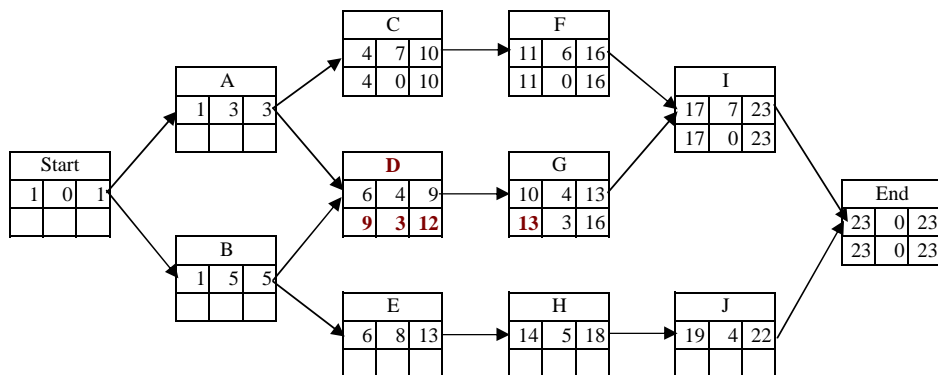 C
4 7 10
4 0 10
F
11 6 16
11 0 16
A
1 3 3
I
17 7 23
17 0 23
Start
1 0 1
D
6 4 9
9 3 12
G
10 4 13
13 3 16
End
23 0 23
23 0 23
B
1 5 5
E
6 8 13
H
14 5 18
J
19 4 22